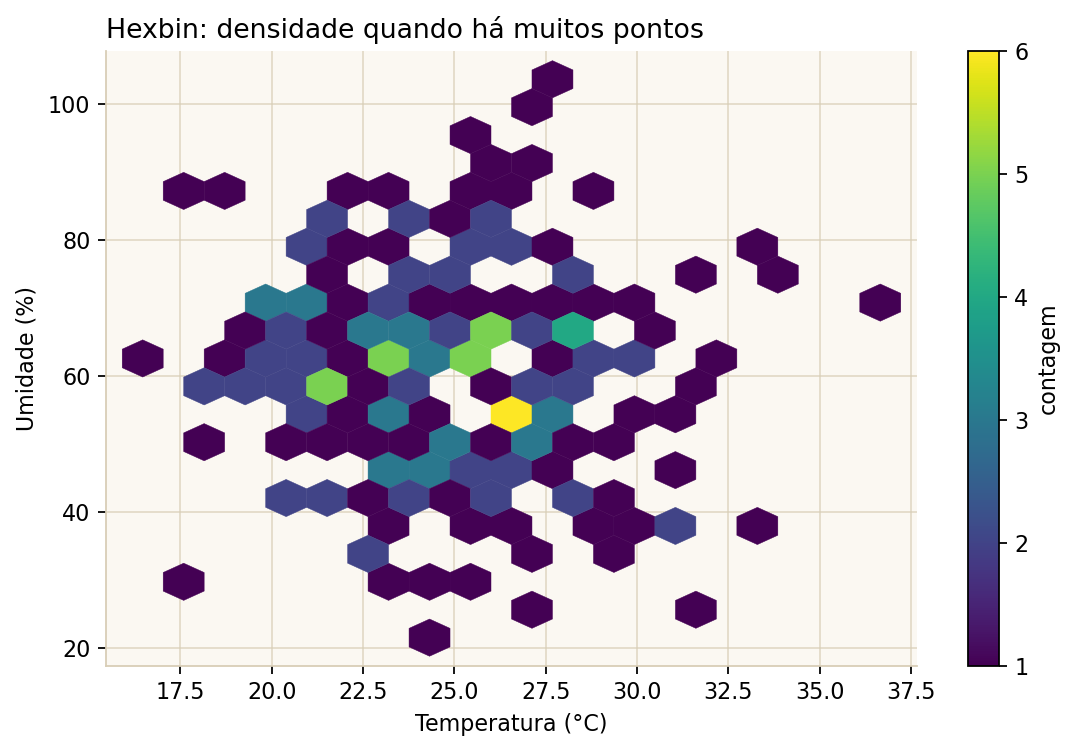 Hexbin: densidade quando há muitos pontos
100
80
60
40
20
Umidade (%)
17.5 20.0 22.5 25.0 27.5 30.0 32.5 35.0 37.5
Temperatura (°C)
6
5
4
3
2
1
contagem